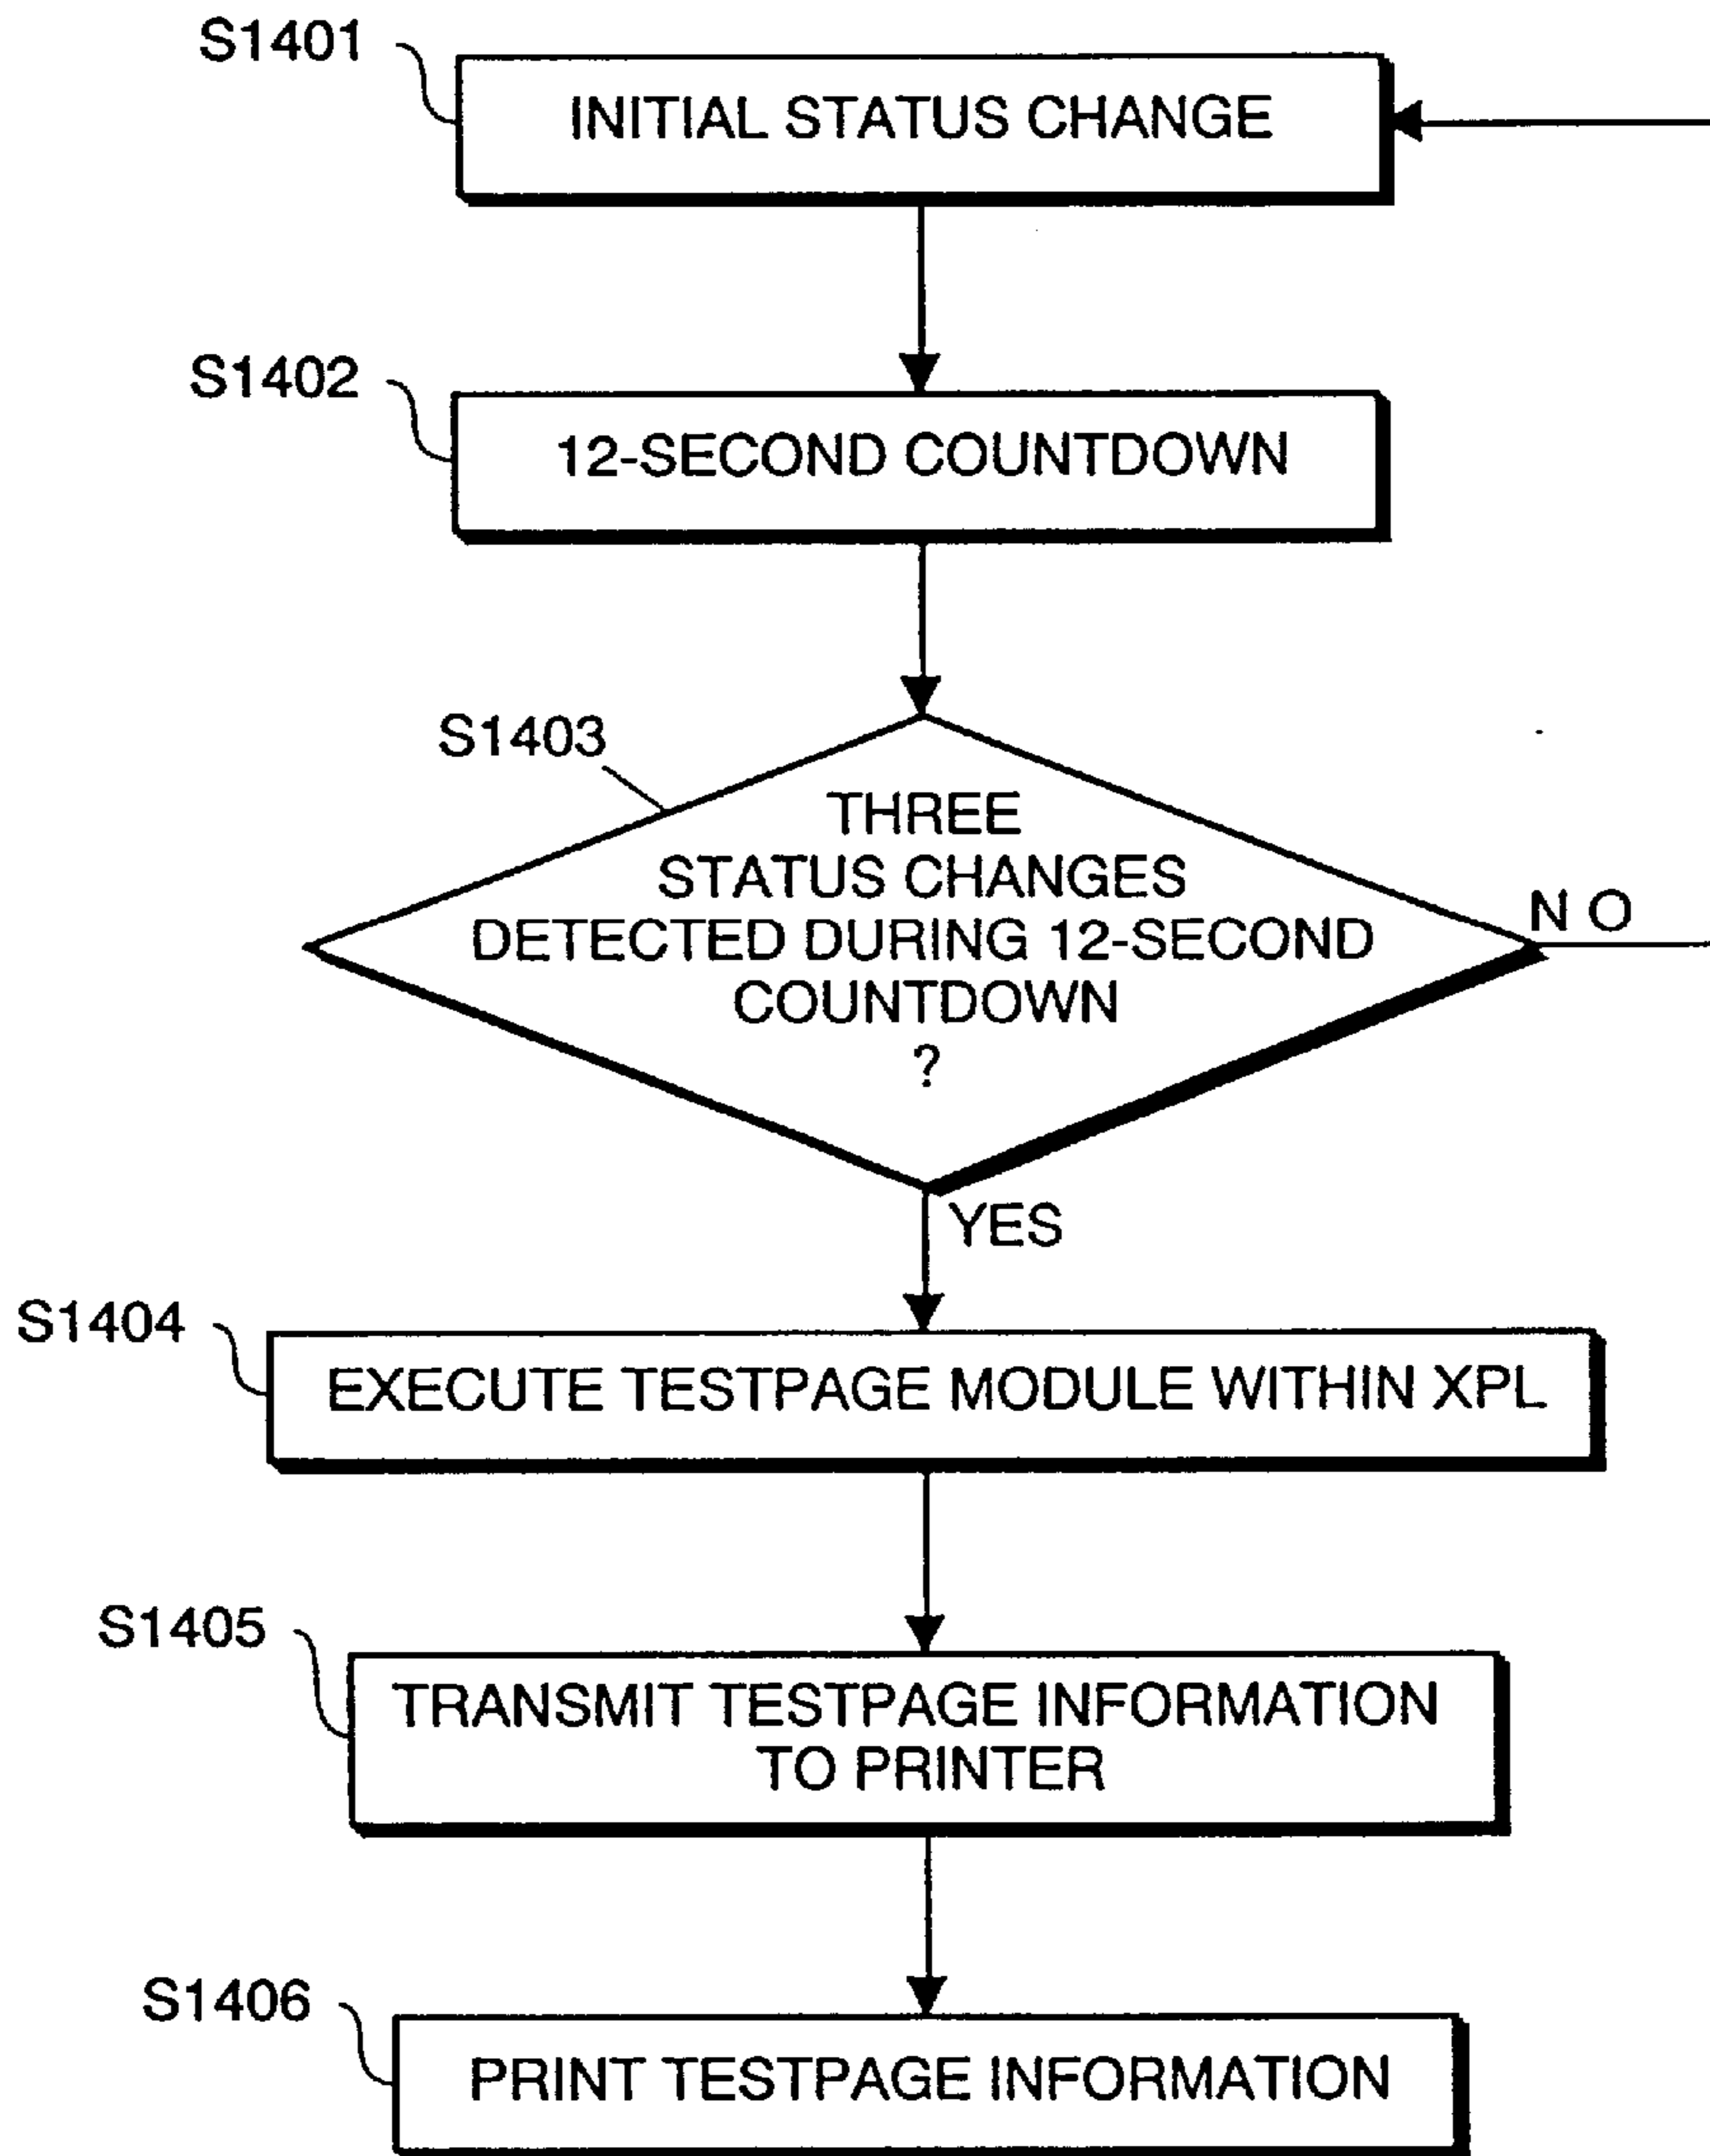 S1401
INITIAL STATUS CHANGE
S1402
12-SECOND COUNTDOWN
S1403
THREE
STATUS CHANGES
DETECTED DURING 12-SECOND
COUNTDOWN
?
NO
YES
S1404
EXECUTE TESTPAGE MODULE WITHIN XPL
S1405
TRANSMIT TESTPAGE INFORMATION
TO PRINTER
S1406
PRINT TESTPAGE INFORMATION